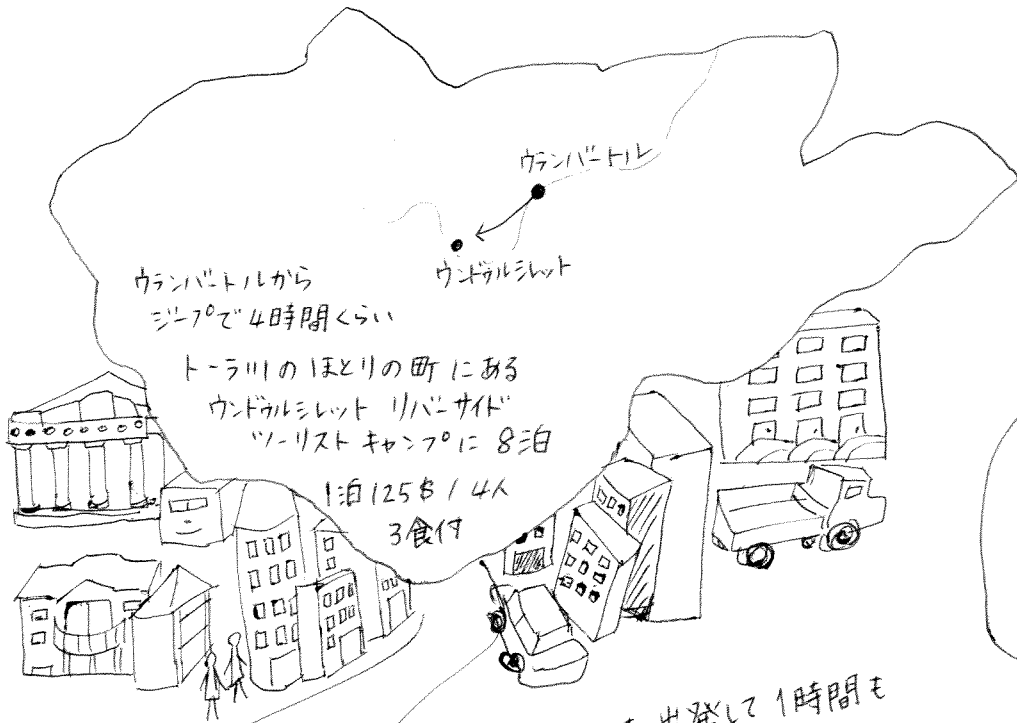 ウランバートル
ウンドゥルシレット
ウランバートルから
ジープで4時間くらい
トーラ川のほとりの町にある
ウンドゥルシレット リバーサイド
ツーリスト キャンプに 8泊
1泊125$/4人
3食付
出発して1時間も